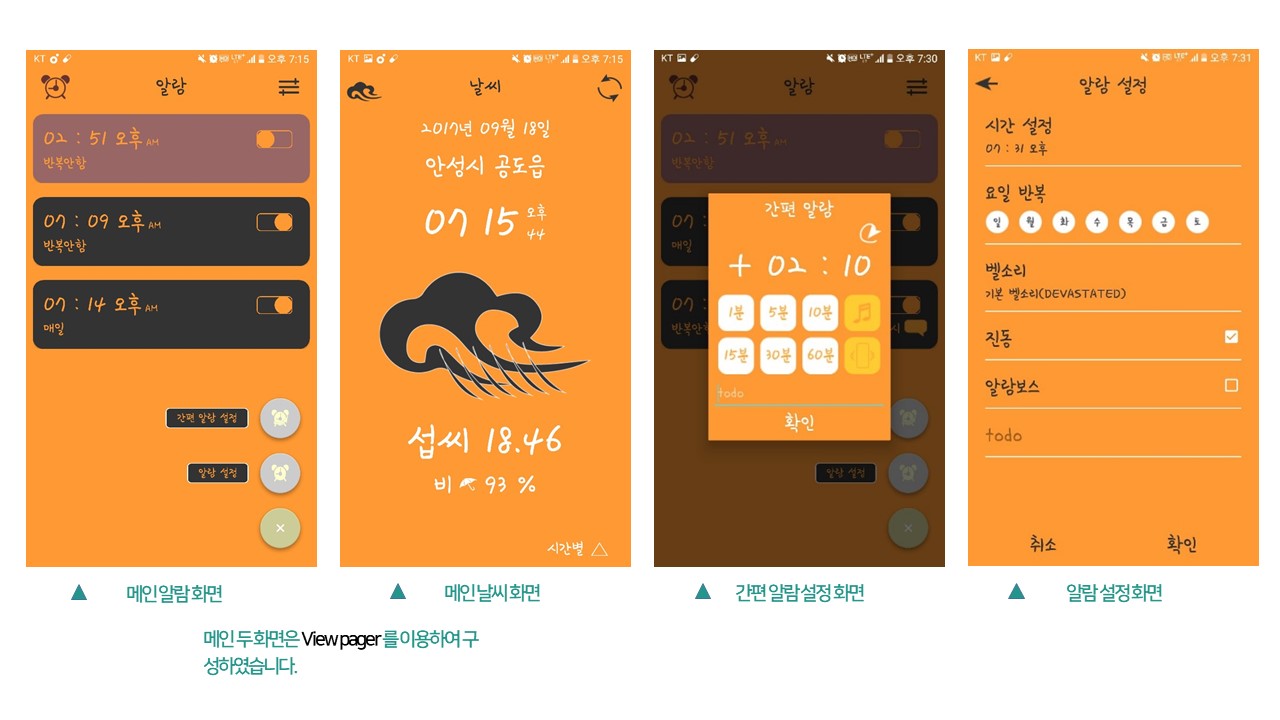 KT 오후 7:15
알람
02 : 51 오후 AM
반복안함
07 : 09 오후 AM
반복안함
07 : 14 오후 AM
매일
간편 알람 설정
알람 설정
×
KT 오후 7:15
날씨
2017년 09월 18일
안성시 공도읍
07 15 오후
44
섭씨 18.46
비 93 %
시간별 △
KT 오후 7:30
알람
02 : 51 오후 AM
반복안함
07 :
매일
07 :
반복안
시
간편 알람
+ 02 : 10
1분 5분 10분
15분 30분 60분
todo
확인
알람 설정
×
KT 오후 7:31
알람 설정
시간 설정
07 : 31 오후
요일 반복
일 월 화 수 목 금 토
벨소리
기본 벨소리(DEVASTATED)
진동
알람보스
todo
취소 확인
▲ 메인 알람 화면
▲ 메인 날씨 화면
▲ 간편 알람 설정 화면
▲ 알람 설정 화면
메인 두 화면은 View pager 를 이용하여 구
성하였습니다.